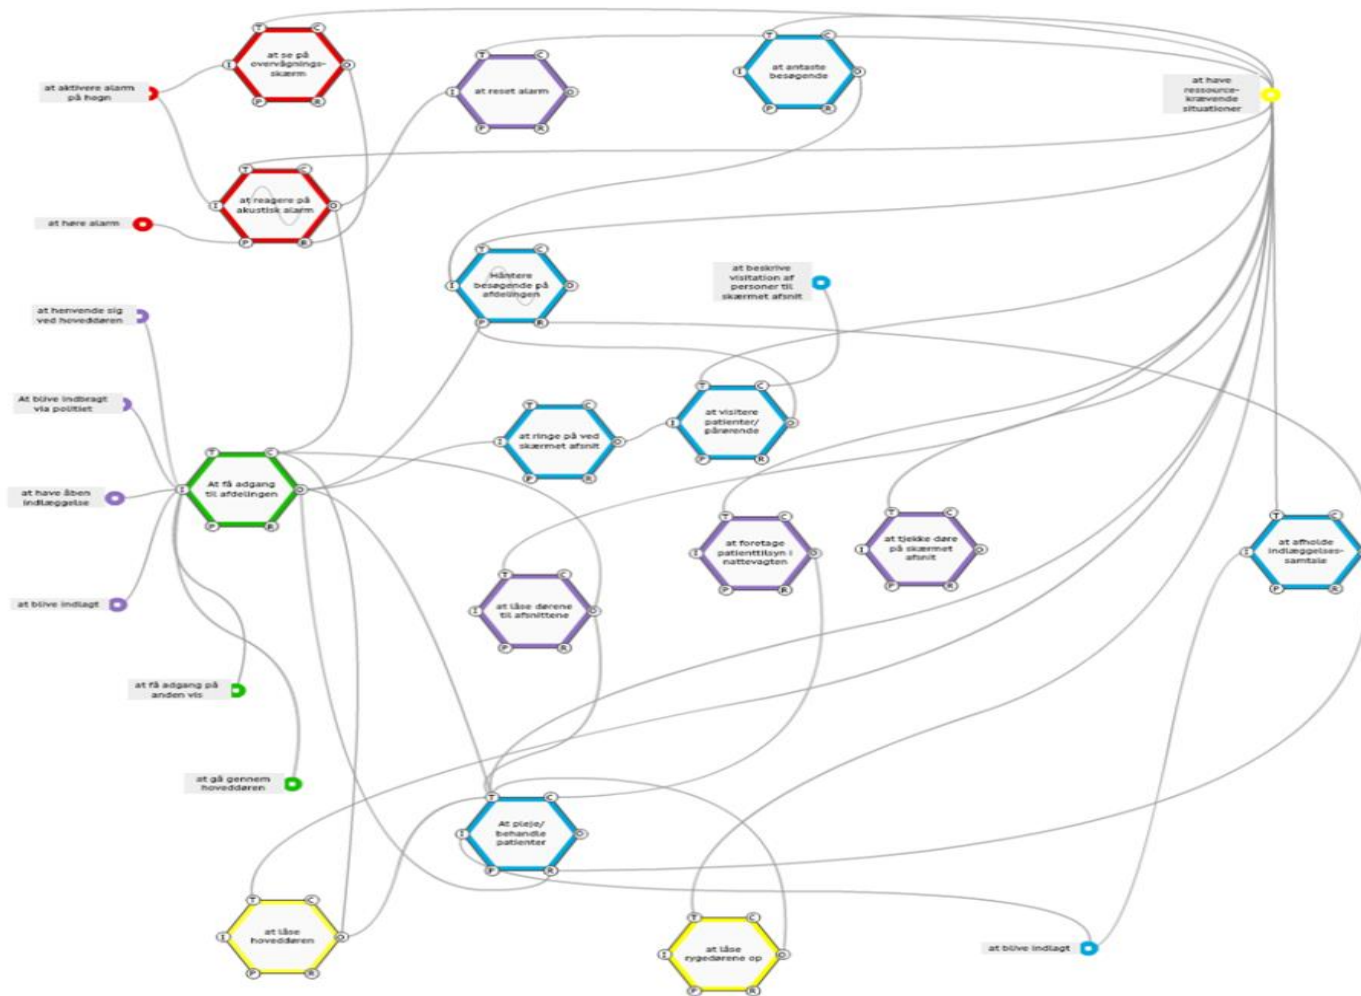 at se på
overvågnings-
skærm
at reset alarm
at antaste
besøgende
at have
ressource-
krævende
situationer
at aktivere alarm
på hegn
at reagere på
akustisk alarm
at høre alarm
Håntere
besøgende på
afdelingen
at beskrive
visitation af
personer til
skærmet afsnit
at henvende sig
ved hoveddøren
At blive indbragt
via politiet
at ringe på ved
skærmet afsnit
at visitere
patienter/
pårørende
At få adgang
til afdelingen
at have åben
indlæggelse
at foretage
patienttilsyn i
nattevagten
at tjekke døre
på skærmet
afsnit
at afholde
indlæggelses-
samtale
at blive indlagt
at låse dørene
til afsnittene
at få adgang på
anden vis
at gå gennem
hoveddøren
At pleje/
behandle
patienter
at låse
hoveddøren
at låse
rygedørene op
at blive indlagt